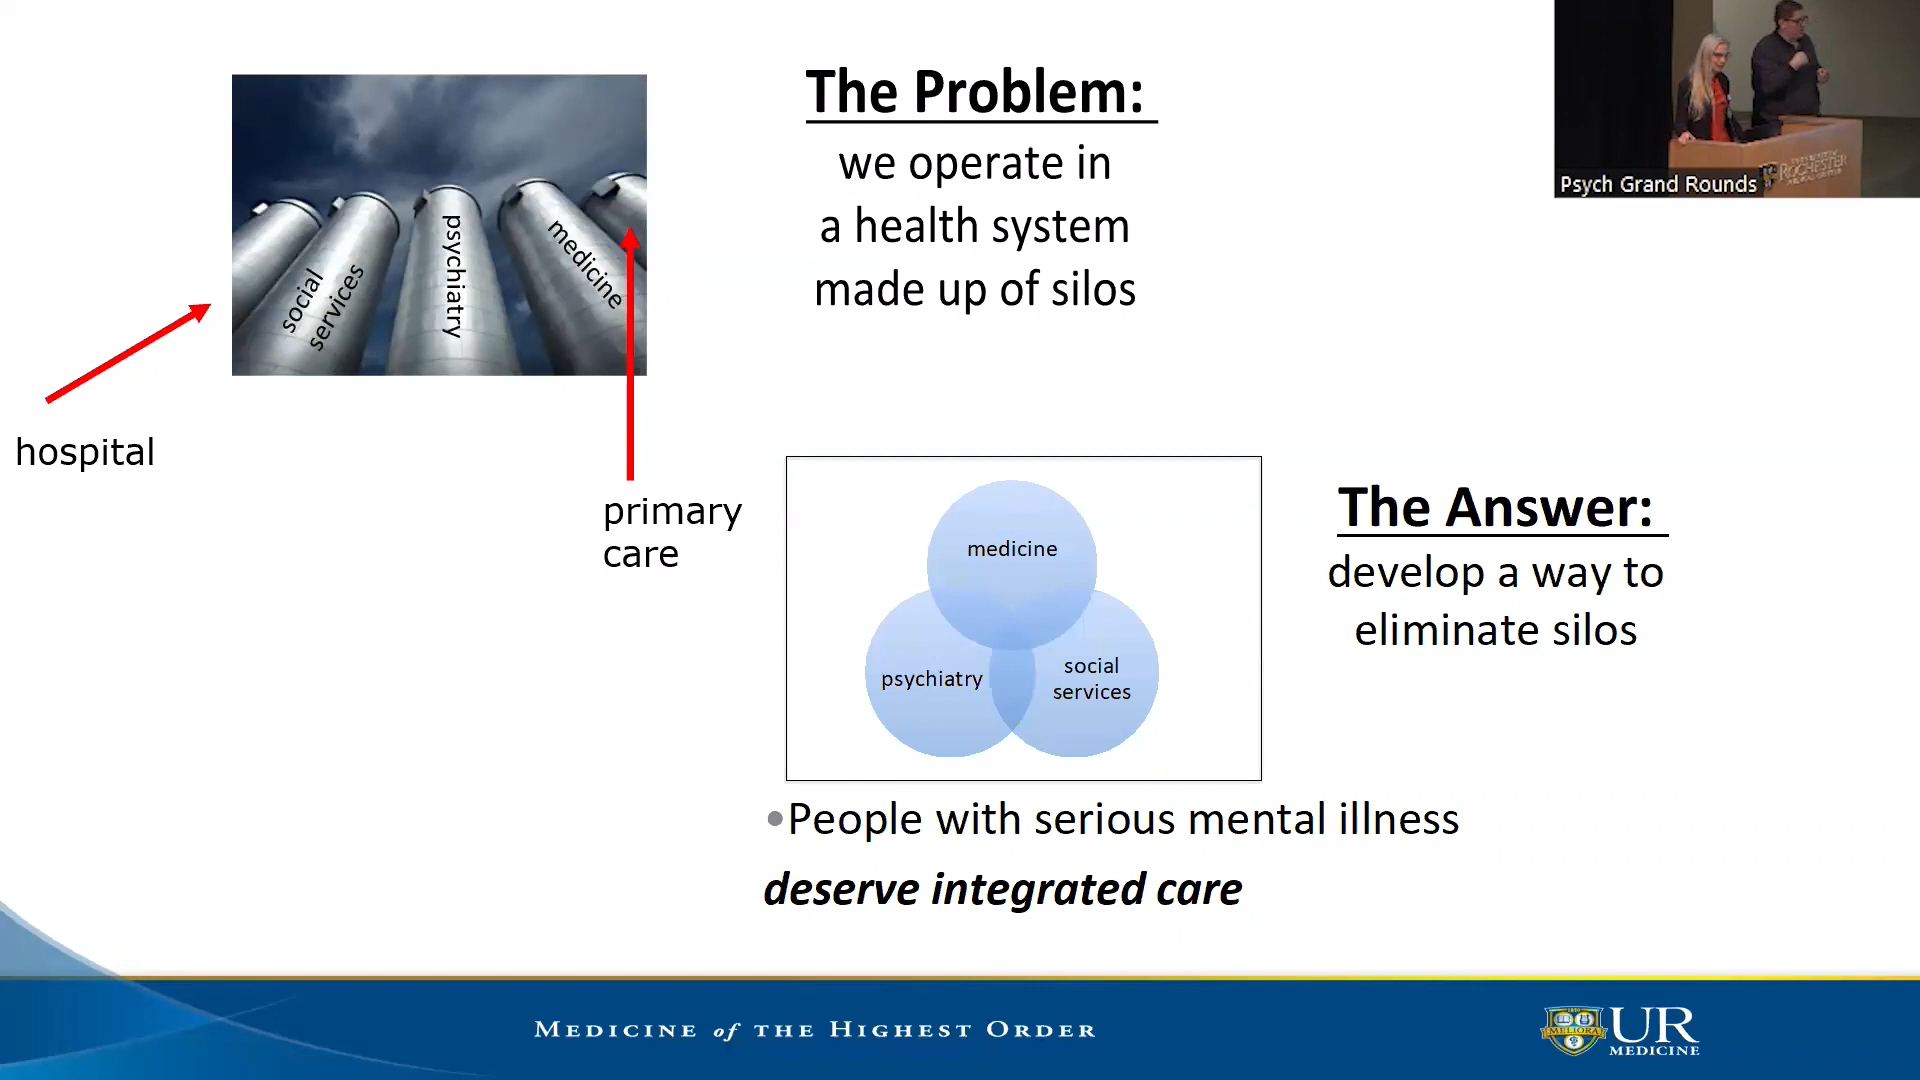 The Problem:
we operate in
a health system
made up of silos
social
services
psychiatry
medicine
hospital
primary
care
Psych Grand Rounds
ROCHESTER
medicine
psychiatry
social
services
The Answer:
develop a way to
eliminate silos
•People with serious mental illness
deserve integrated care
MEDICINE of THE HIGHEST ORDER
MELIORA
UR
MEDICINE